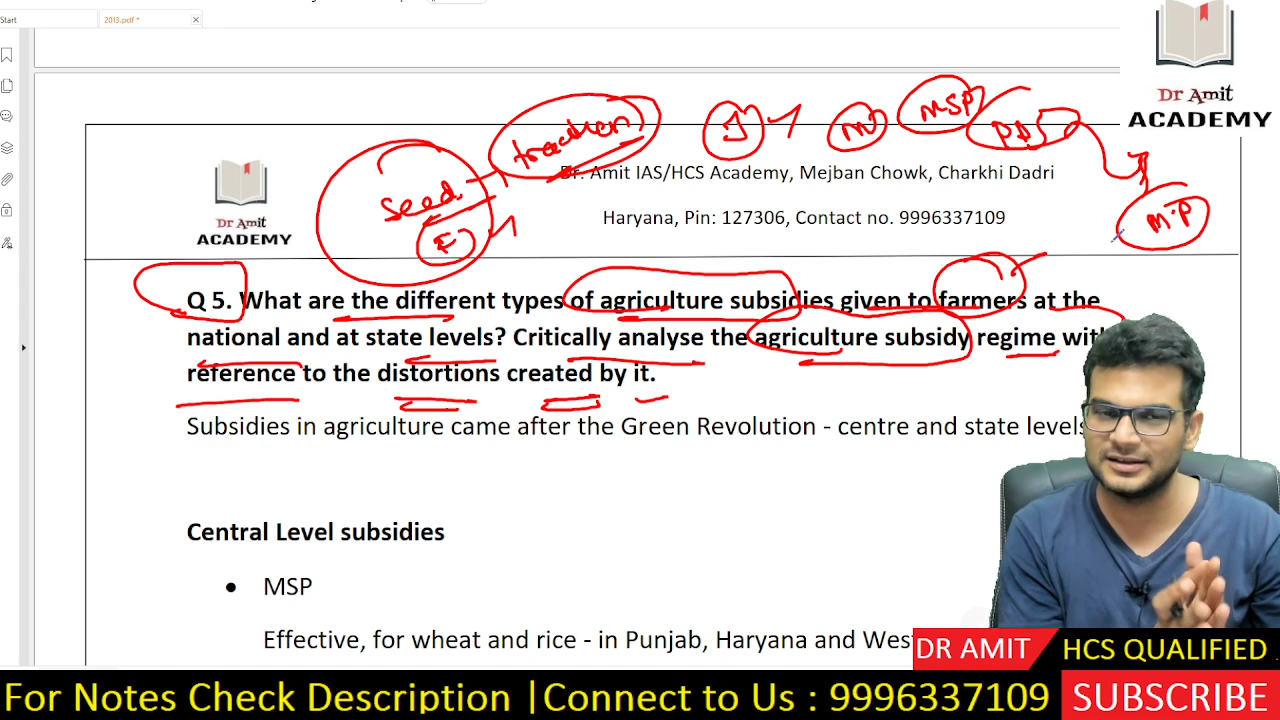 Start
2013.pdf *
Dr Amit
ACADEMY
seed
MSP
PDS
M.P
Dr Amit
ACADEMY
Dr. Amit IAS/HCS Academy, Mejban Chowk, Charkhi Dadri
Haryana, Pin: 127306, Contact no. 9996337109
Q 5. What are the different types of agriculture subsidies given to farmers at the
national and at state levels? Critically analyse the agriculture subsidy regime with
reference to the distortions created by it.
Subsidies in agriculture came after the Green Revolution - centre and state levels
Central Level subsidies
• MSP
Effective, for wheat and rice - in Punjab, Haryana and Wes
DR AMIT HCS QUALIFIED
For Notes Check Description |Connect to Us : 9996337109 SUBSCRIBE